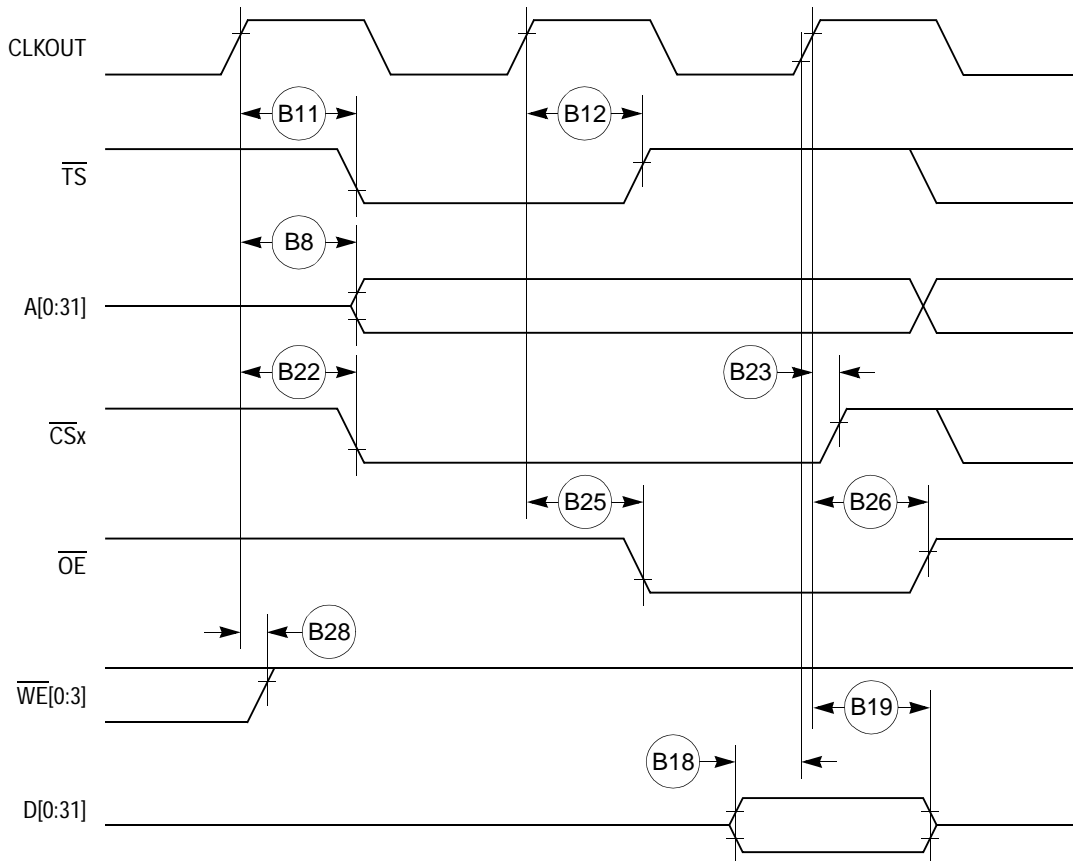 CLKOUT
B11
B12
TS
B8
A[0:31]
B22
B23
CSx
B25
B26
OE
B28
WE[0:3]
B19
B18
D[0:31]